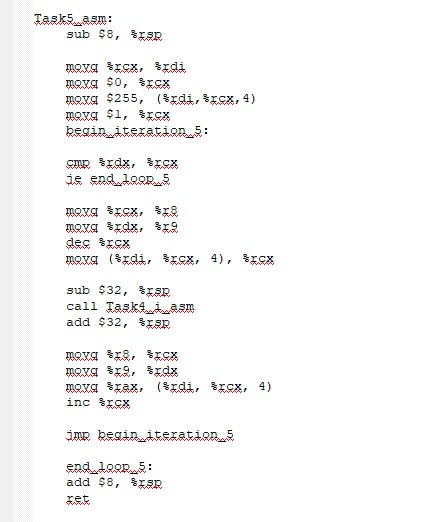 Task5_asm:
sub $8, %rsp
movq %rcx, %rdi
movq $0, %rcx
movq $255, (%rdi,%rcx,4)
movq $1, %rcx
begin_iteration_5:
cmp %rdx, %rcx
je end_loop_5
movq %rcx, %r8
movq %rdx, %r9
dec %rcx
movq (%rdi, %rcx, 4), %rcx
sub $32, %rsp
call Task4_i_asm
add $32, %rsp
movq %r8, %rcx
movq %r9, %rdx
movq %rax, (%rdi, %rcx, 4)
inc %rcx
jmp begin_iteration_5
end_loop_5:
add $8, %rsp
ret